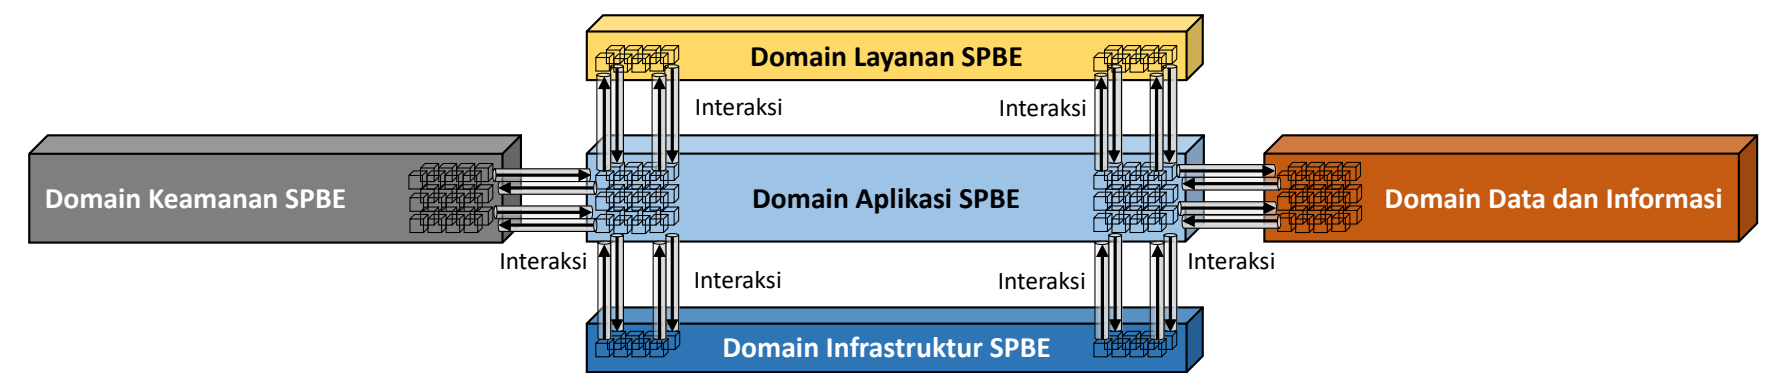 Domain Layanan SPBE
Interaksi
Interaksi
Domain Keamanan SPBE
Domain Aplikasi SPBE
Domain Data dan Informasi
Interaksi
Interaksi
Interaksi
Interaksi
Domain Infrastruktur SPBE